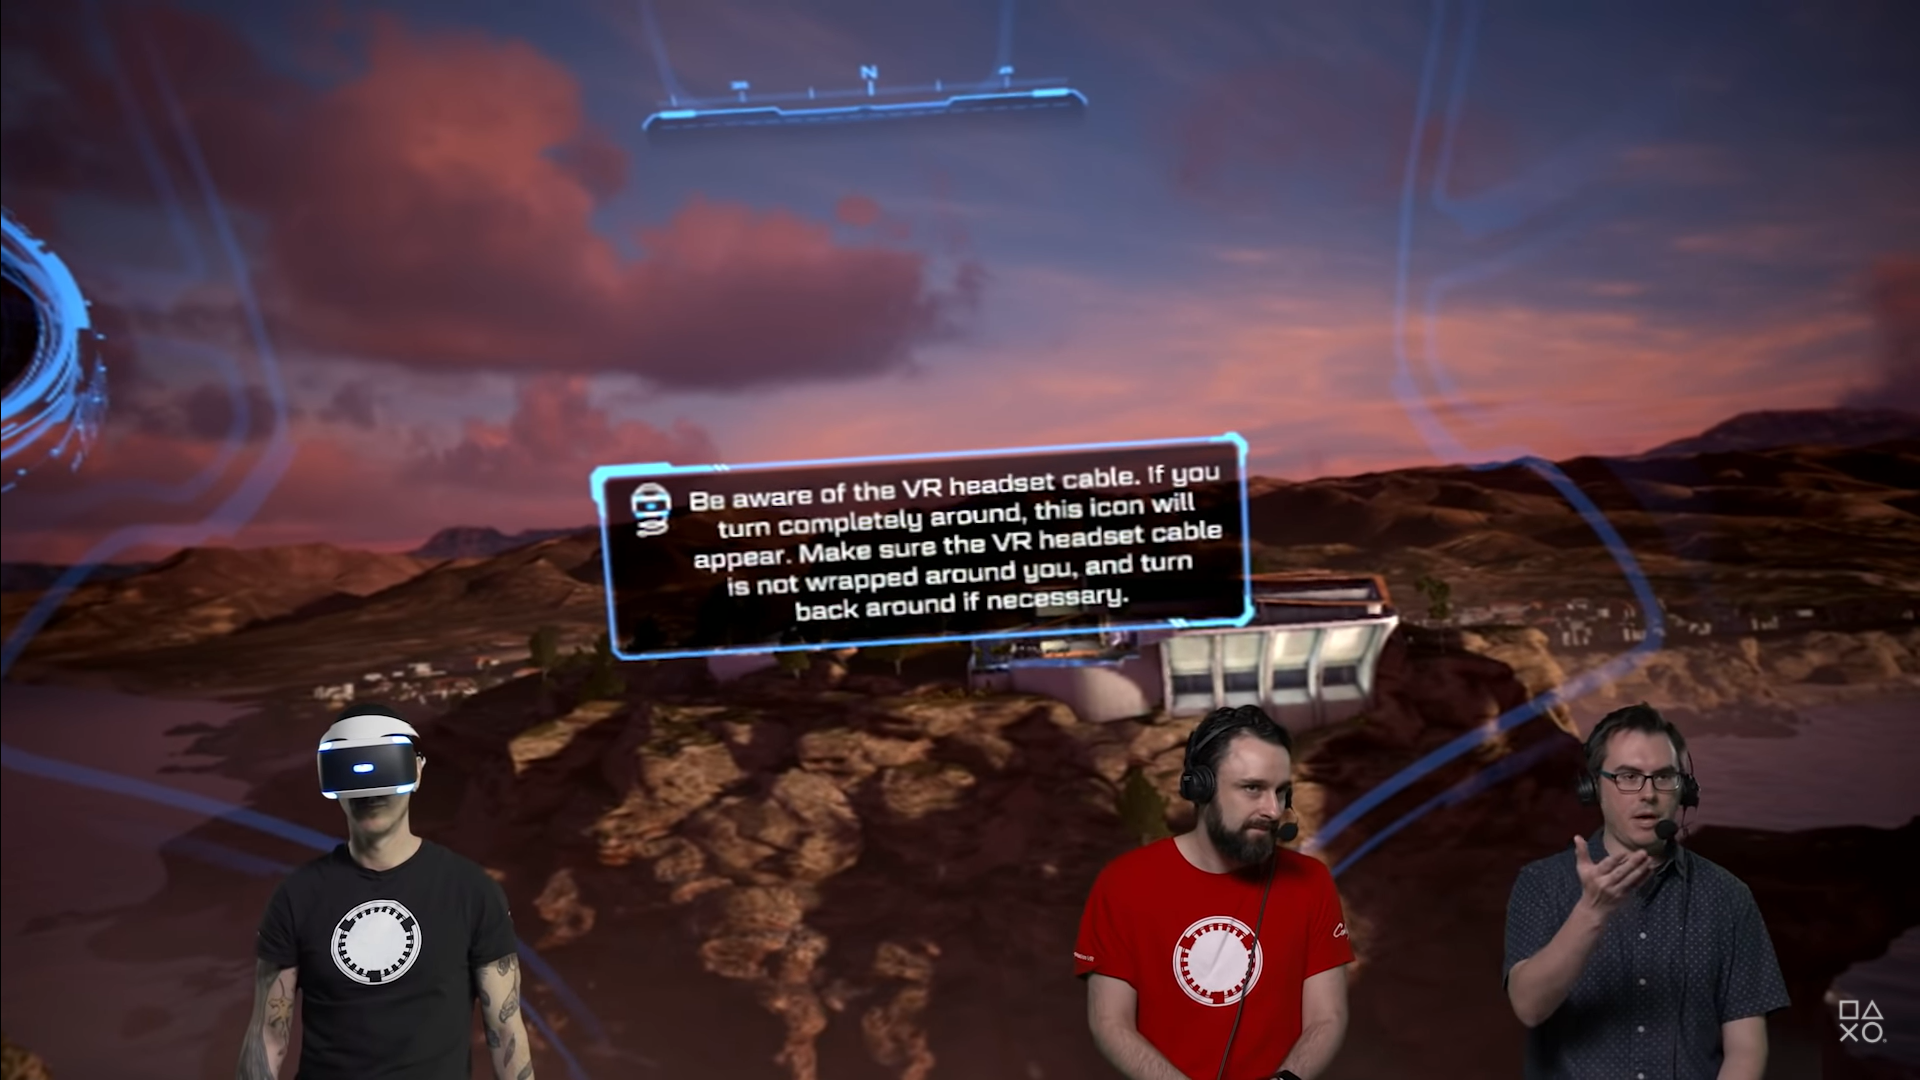 N
Be aware of the VR headset cable. If you
turn completely around, this icon will
appear. Make sure the VR headset cable
is not wrapped around you, and turn
back around if necessary.